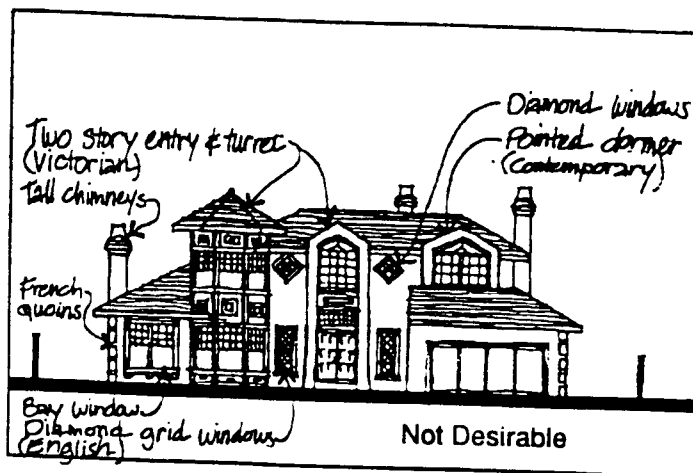 Two story entry & turret
(Victorian)
Tall chimneys
Diamond windows
Pointed dormer
(Contemporary)
French
quoins
Bay window
Diamond grid windows
(English)
Not Desirable